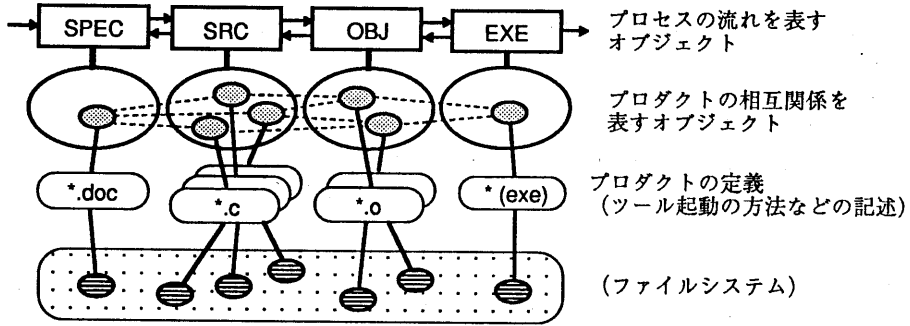 SPEC SRC OBJ EXE
プロセスの流れを表す
オブジェクト
プロダクトの相互関係を
表すオブジェクト
*.doc *.c *.o * (exe)
プロダクトの定義
(ツール起動の方法などの記述)
(ファイルシステム)